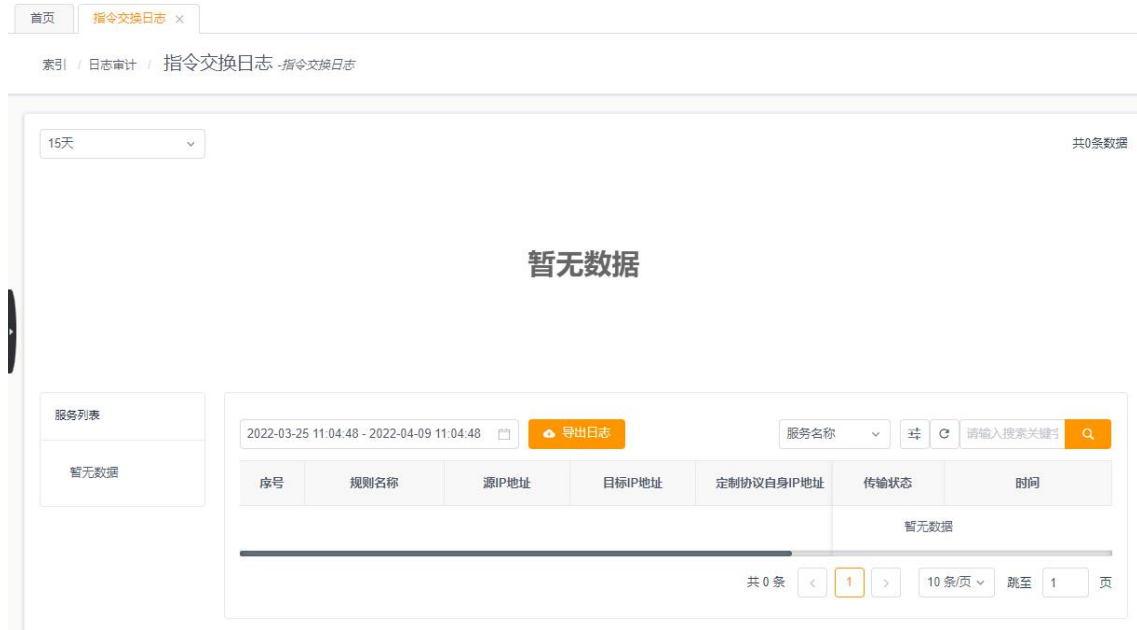 首页 指令交换日志
索引 / 日志审计 / 指令交换日志 -指令交换日志
15天 共0条数据
暂无数据
服务列表
暂无数据
2022-03-25 11:04:48 - 2022-04-09 11:04:48 导出日志 服务名称 请输入搜索关键字
序号 规则名称 源IP地址 目标IP地址 定制协议自身IP地址 传输状态 时间
暂无数据
共 0 条 < 1 > 10 条/页 跳至 1 页